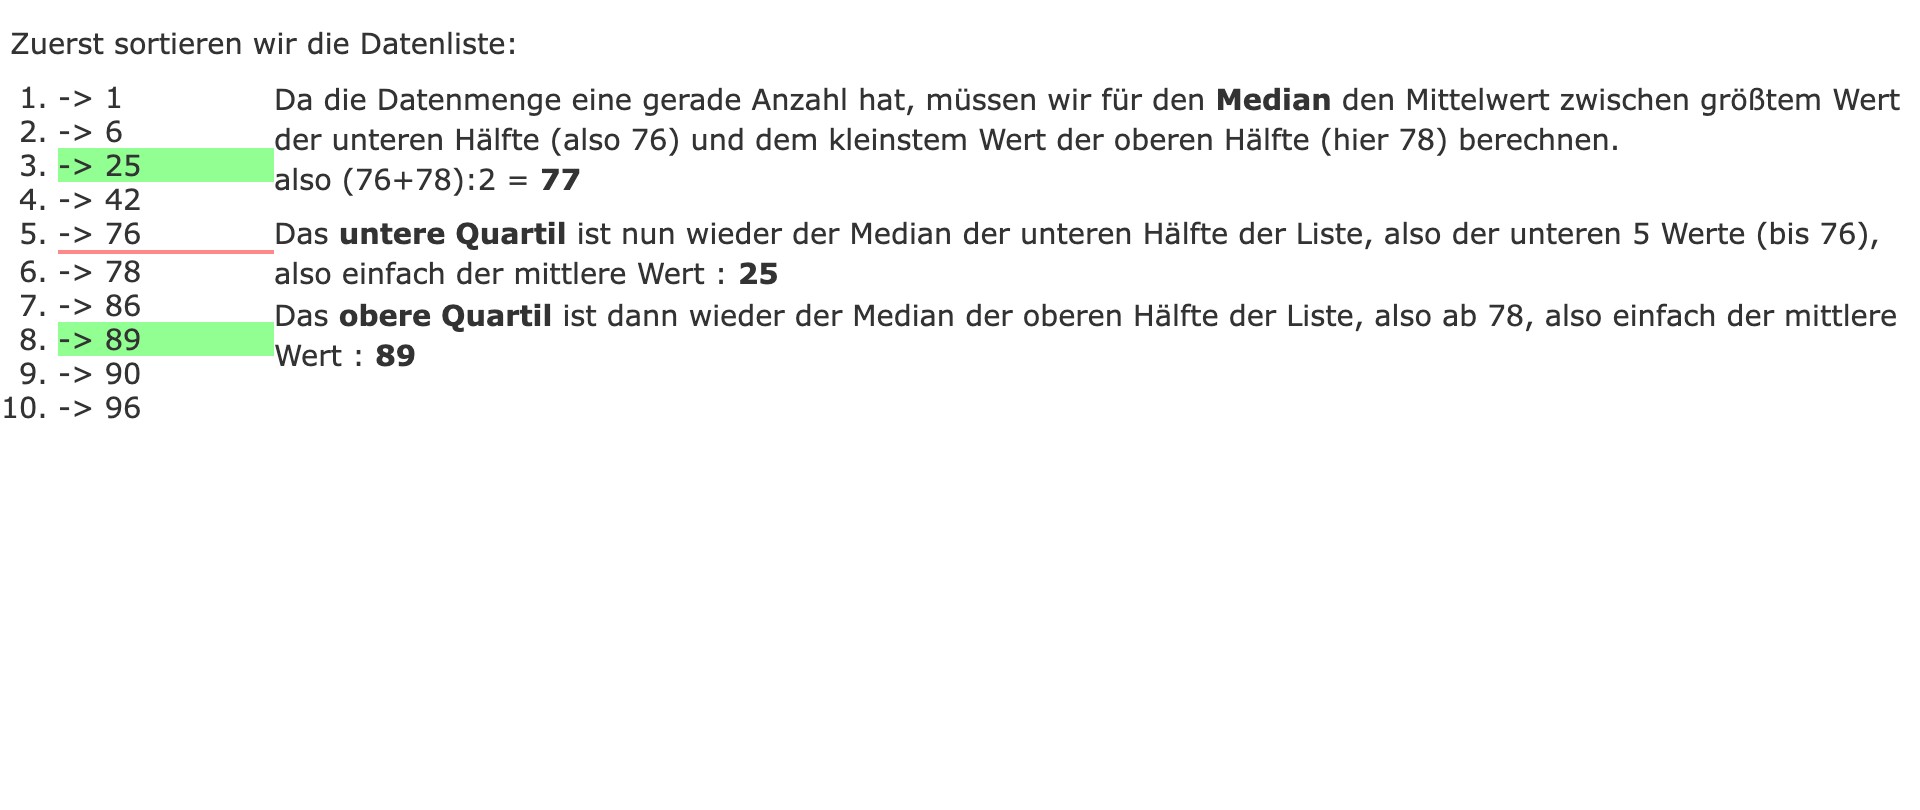 Zuerst sortieren wir die Datenliste:
1. -> 1
2. -> 6
3. -> 25
4. -> 42
5. -> 76
6. -> 78
7. -> 86
8. -> 89
9. -> 90
10. -> 96
Da die Datenmenge eine gerade Anzahl hat, müssen wir für den Median den Mittelwert zwischen größtem Wert
der unteren Hälfte (also 76) und dem kleinstem Wert der oberen Hälfte (hier 78) berechnen.
also (76+78):2 = 77
Das untere Quartil ist nun wieder der Median der unteren Hälfte der Liste, also der unteren 5 Werte (bis 76),
also einfach der mittlere Wert : 25
Das obere Quartil ist dann wieder der Median der oberen Hälfte der Liste, also ab 78, also einfach der mittlere
Wert : 89